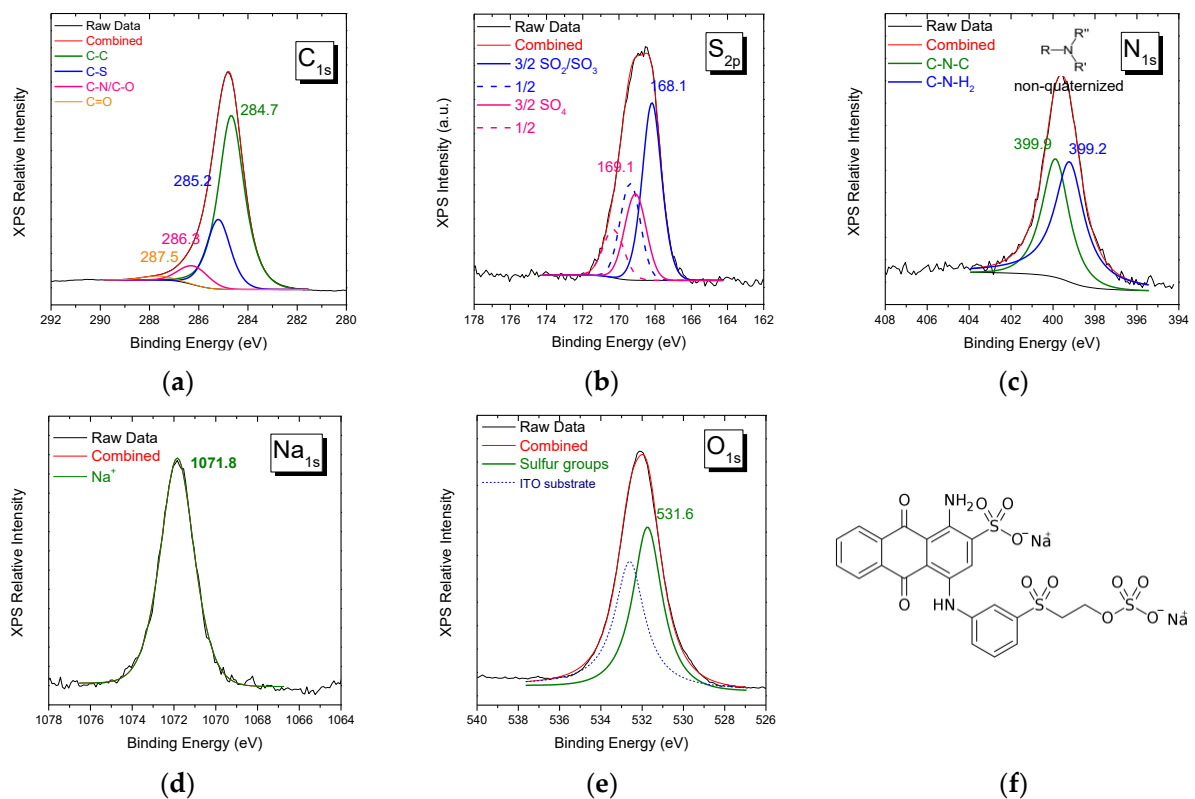 Raw Data
Combined
C-C
C-S
C-N/C-O
C=O
C1s
284.7
285.2
286.3
287.5
XPS Relative Intensity
292 290 288 286 284 282 280
Binding Energy (eV)
(a)
Raw Data
Combined
3/2 SO2/SO3
1/2
3/2 SO4
1/2
S2p
168.1
169.1
XPS Intensity (a.u.)
178 176 174 172 170 168 166 164 162
Binding Energy (eV)
(b)
Raw Data
Combined
C-N-C
C-N-H2
R N R" R'
non-quaternized
N1s
399.9
399.2
XPS Relative Intensity
408 406 404 402 400 398 396 394
Binding Energy (eV)
(c)
Raw Data
Combined
Na+
Na1s
1071.8
XPS Relative Intensity
1078 1076 1074 1072 1070 1068 1066 1064
Binding Energy (eV)
(d)
Raw Data
Combined
Sulfur groups
ITO substrate
O1s
531.6
XPS Relative Intensity
540 538 536 534 532 530 528 526
Binding Energy (eV)
(e)
O NH2 O O
S
O− Na+
O HN
O O
S
O
O O
S
O− Na+
(f)